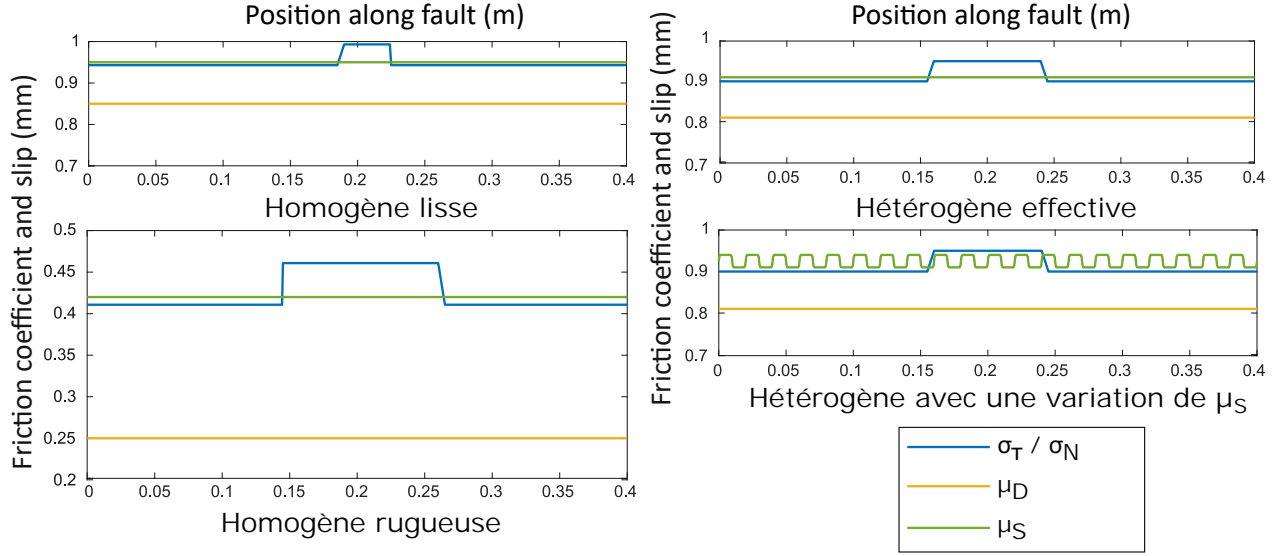 Position along fault (m)
1
0.9
0.8
0.7
0 0.05 0.1 0.15 0.2 0.25 0.3 0.35 0.4
Homogène lisse
Friction coefficient and slip (mm)
0.5
0.45
0.4
0.35
0.3
0.25
0.2
0 0.05 0.1 0.15 0.2 0.25 0.3 0.35 0.4
Homogène rugueuse
Position along fault (m)
1
0.9
0.8
0.7
0 0.05 0.1 0.15 0.2 0.25 0.3 0.35 0.4
Hétérogène effective
Friction coefficient and slip (mm)
1
0.9
0.8
0.7
0 0.05 0.1 0.15 0.2 0.25 0.3 0.35 0.4
Hétérogène avec une variation de μS
σT / σN
μD
μS